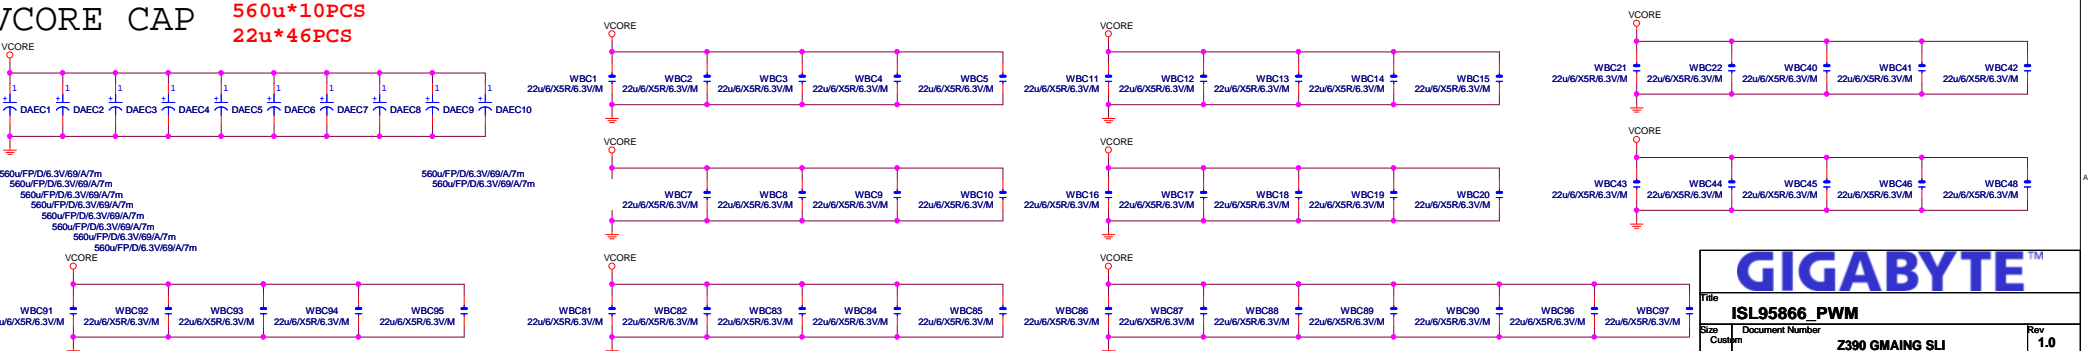 VCORE CAP
560u*10PCS
22u*46PCS
VCORE
1 1 1 1 1 1 1 1 1 1
DAEC1 DAEC2 DAEC3 DAEC4 DAEC5 DAEC6 DAEC7 DAEC8 DAEC9 DAEC10
560u/FP/D/6.3V/69/A/7m
560u/FP/D/6.3V/69/A/7m
560u/FP/D/6.3V/69/A/7m
560u/FP/D/6.3V/69/A/7m
560u/FP/D/6.3V/69/A/7m
560u/FP/D/6.3V/69/A/7m
560u/FP/D/6.3V/69/A/7m
560u/FP/D/6.3V/69/A/7m
560u/FP/D/6.3V/69/A/7m
560u/FP/D/6.3V/69/A/7m
VCORE
WBC91 WBC92 WBC93 WBC94 WBC95
u/6/X5R/6.3V/M 22u/6/X5R/6.3V/M 22u/6/X5R/6.3V/M 22u/6/X5R/6.3V/M 22u/6/X5R/6.3V/M
VCORE
WBC1 WBC2 WBC3 WBC4 WBC5
22u/6/X5R/6.3V/M 22u/6/X5R/6.3V/M 22u/6/X5R/6.3V/M 22u/6/X5R/6.3V/M 22u/6/X5R/6.3V/M
VCORE
WBC7 WBC8 WBC9 WBC10
22u/6/X5R/6.3V/M 22u/6/X5R/6.3V/M 22u/6/X5R/6.3V/M 22u/6/X5R/6.3V/M
VCORE
WBC81 WBC82 WBC83 WBC84 WBC85
22u/6/X5R/6.3V/M 22u/6/X5R/6.3V/M 22u/6/X5R/6.3V/M 22u/6/X5R/6.3V/M 22u/6/X5R/6.3V/M
VCORE
WBC11 WBC12 WBC13 WBC14 WBC15
22u/6/X5R/6.3V/M 22u/6/X5R/6.3V/M 22u/6/X5R/6.3V/M 22u/6/X5R/6.3V/M 22u/6/X5R/6.3V/M
VCORE
WBC16 WBC17 WBC18 WBC19 WBC20
22u/6/X5R/6.3V/M 22u/6/X5R/6.3V/M 22u/6/X5R/6.3V/M 22u/6/X5R/6.3V/M 22u/6/X5R/6.3V/M
VCORE
WBC86 WBC87 WBC88 WBC89 WBC90 WBC96 WBC97
22u/6/X5R/6.3V/M 22u/6/X5R/6.3V/M 22u/6/X5R/6.3V/M 22u/6/X5R/6.3V/M 22u/6/X5R/6.3V/M 22u/6/X5R/6.3V/M 22u/6/X5R/6.3V/M
VCORE
WBC21 WBC22 WBC40 WBC41 WBC42
22u/6/X5R/6.3V/M 22u/6/X5R/6.3V/M 22u/6/X5R/6.3V/M 22u/6/X5R/6.3V/M 22u/6/X5R/6.3V/M
VCORE
WBC43 WBC44 WBC45 WBC46 WBC48
22u/6/X5R/6.3V/M 22u/6/X5R/6.3V/M 22u/6/X5R/6.3V/M 22u/6/X5R/6.3V/M 22u/6/X5R/6.3V/M
A
GIGABYTE™
Title
ISL95866_PWM
Size Document Number Rev
Custom Z390 GMAING SLI 1.0